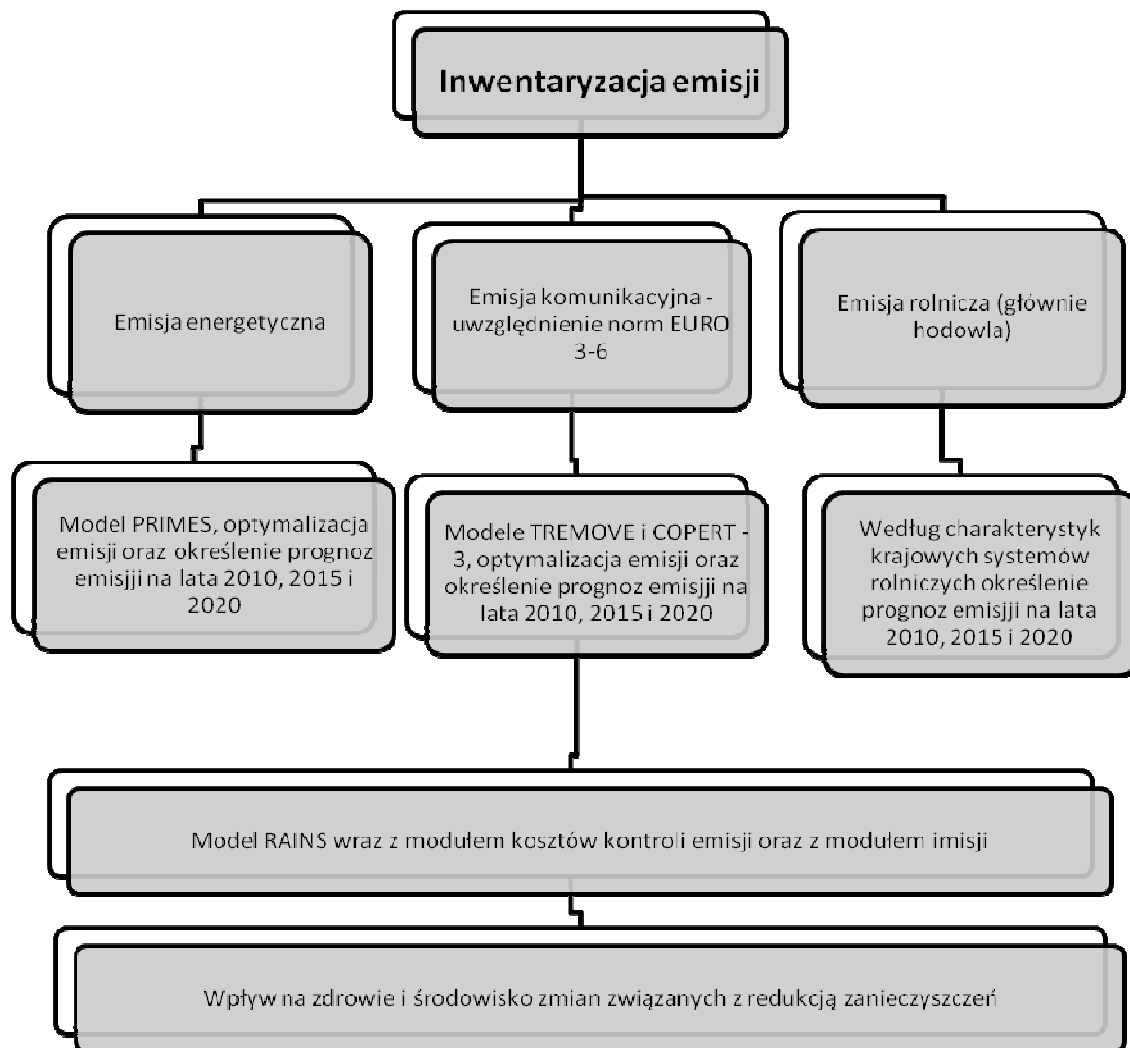 Inwentaryzacja emisji
Emisja energetyczna
Emisja komunikacyjna -
uwzględnienie norm EURO
3-6
Emisja rolnicza (głównie
hodowla)
Model PRIMES, optymalizacja
emisji oraz określenie prognoz
emisjji na lata 2010, 2015 i
2020
Modele TREMOVE i COPERT -
3, optymalizacja emisji oraz
określenie prognoz emisjji na
lata 2010, 2015 i 2020
Według charakterystyk
krajowych systemów
rolniczych określenie
prognoz emisjji na lata
2010, 2015 i 2020
Model RAINS wraz z modułem kosztów kontroli emisji oraz z modułem imisji
Wpływ na zdrowie i środowisko zmian związanych z redukcją zanieczyszczeń